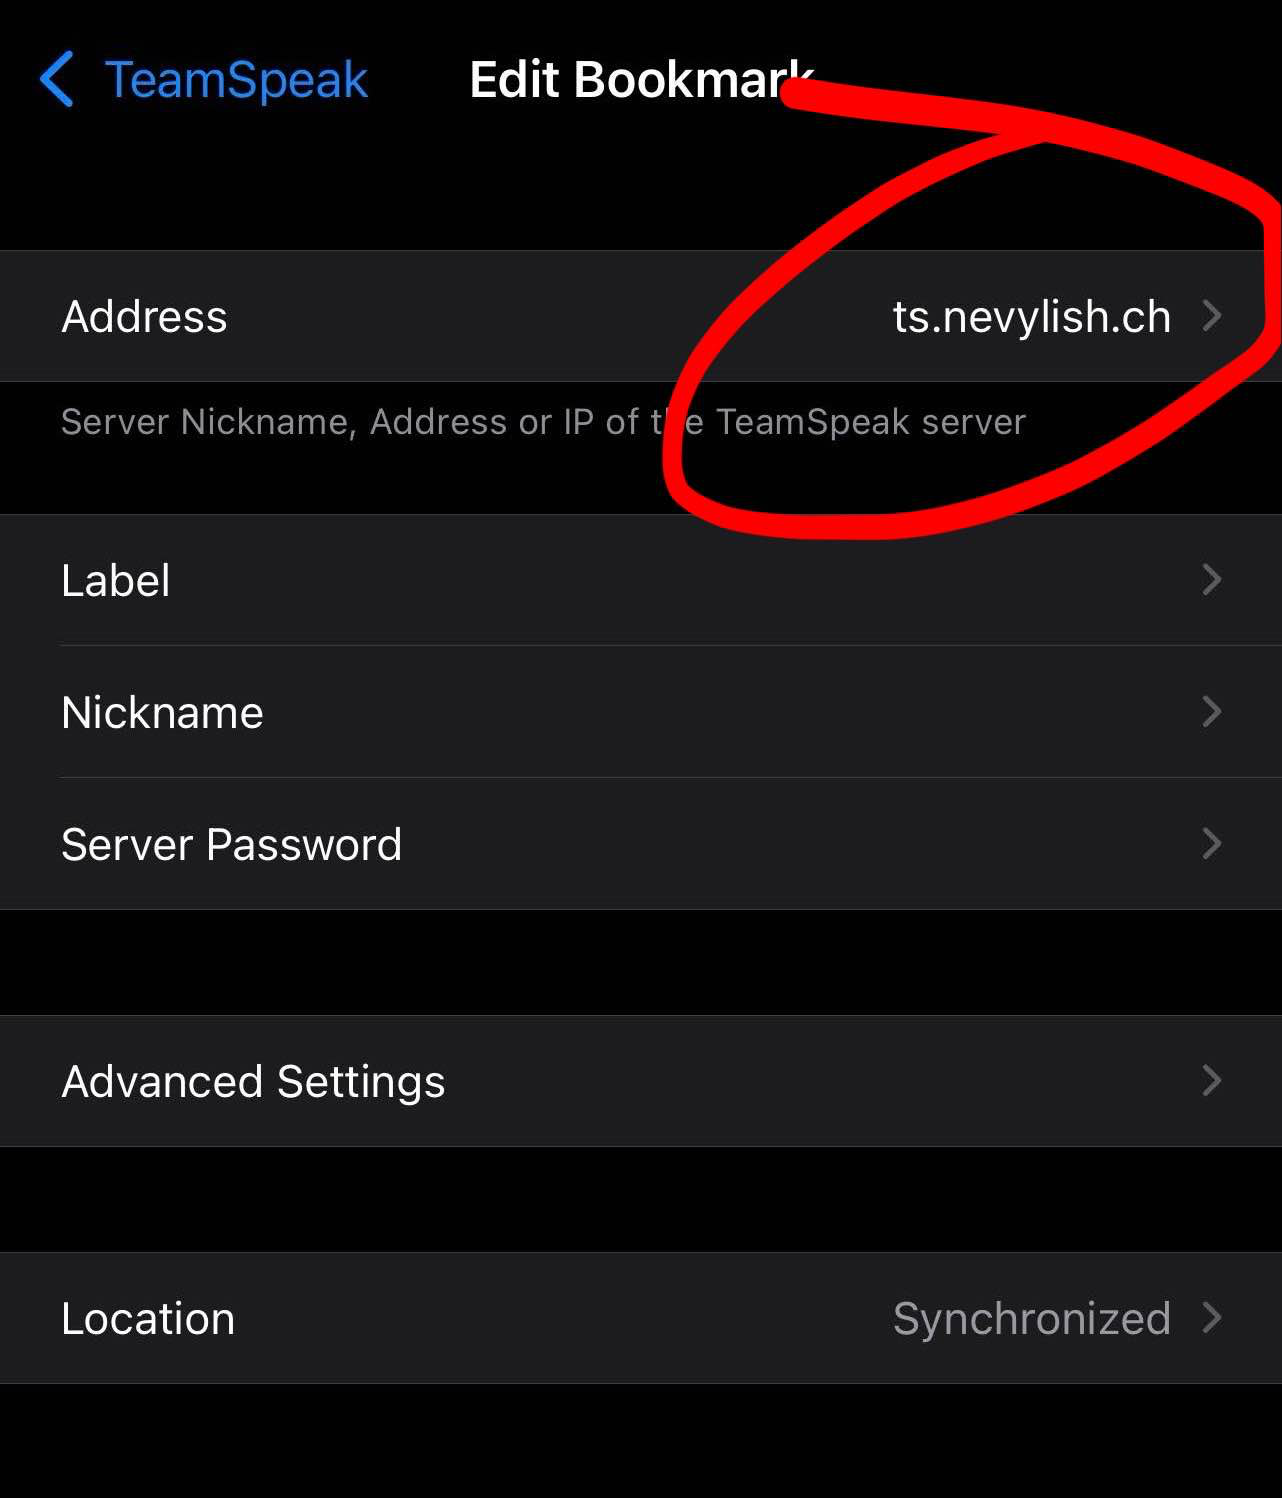 TeamSpeak Edit Bookmark
Address ts.nevylish.ch
Server Nickname, Address or IP of the TeamSpeak server
Label
Nickname
Server Password
Advanced Settings
Location Synchronized